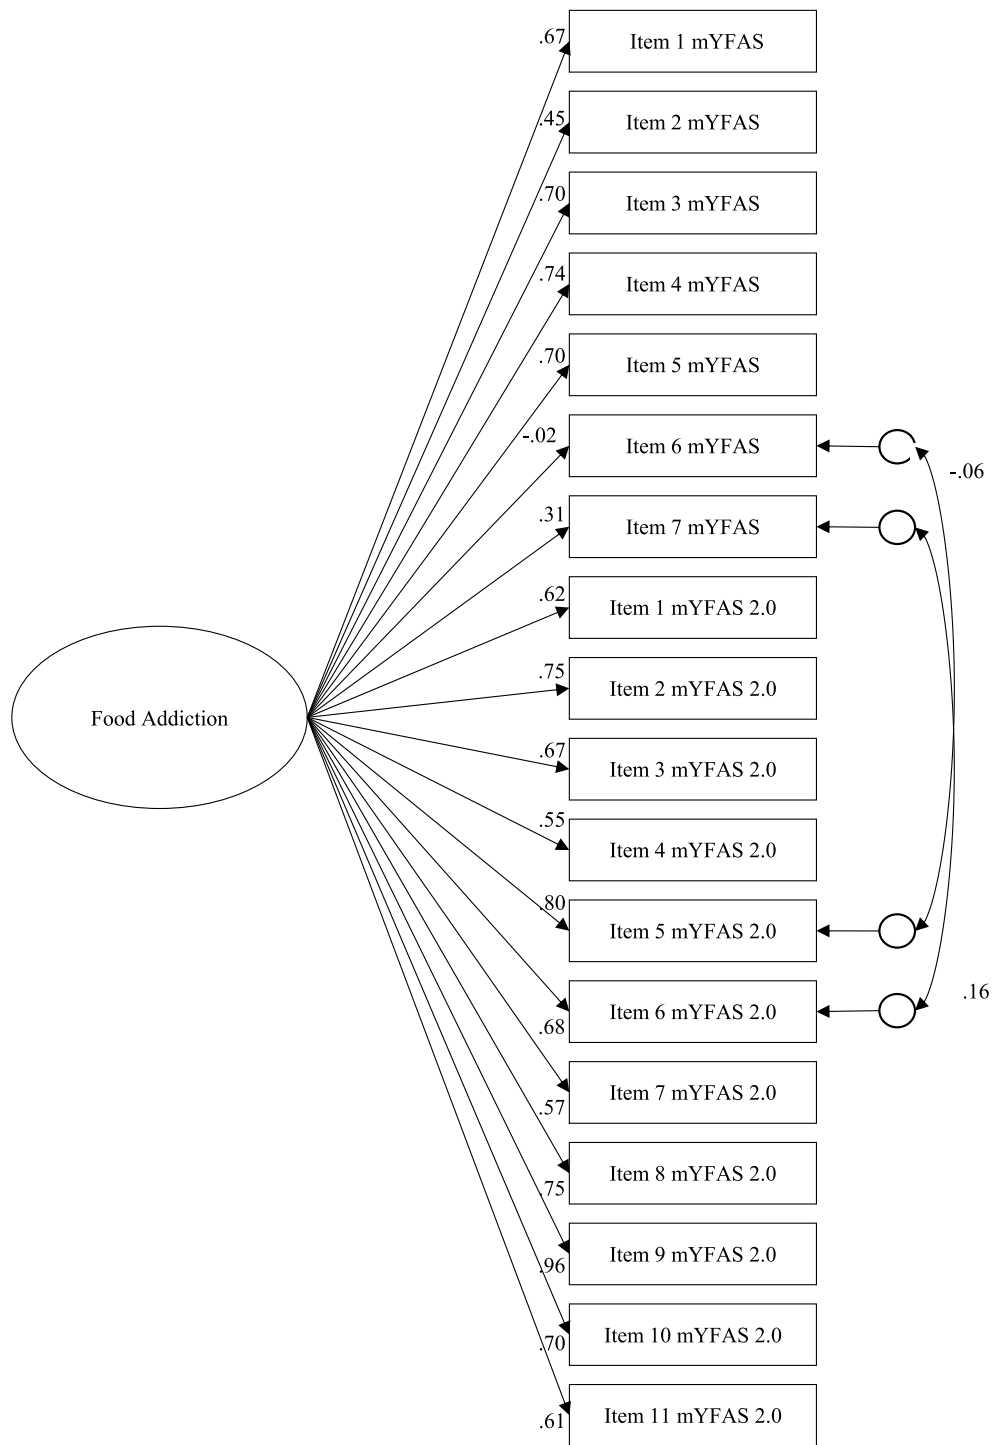 .67
Item 1 mYFAS
.45
Item 2 mYFAS
.70
Item 3 mYFAS
.74
Item 4 mYFAS
.70
Item 5 mYFAS
-.02
Item 6 mYFAS
-.06
.31
Item 7 mYFAS
.62
Item 1 mYFAS 2.0
.75
Item 2 mYFAS 2.0
Food Addiction
.67
Item 3 mYFAS 2.0
.55
Item 4 mYFAS 2.0
.80
Item 5 mYFAS 2.0
.16
Item 6 mYFAS 2.0
.68
Item 7 mYFAS 2.0
.57
Item 8 mYFAS 2.0
.75
Item 9 mYFAS 2.0
.96
Item 10 mYFAS 2.0
.70
Item 11 mYFAS 2.0
.61